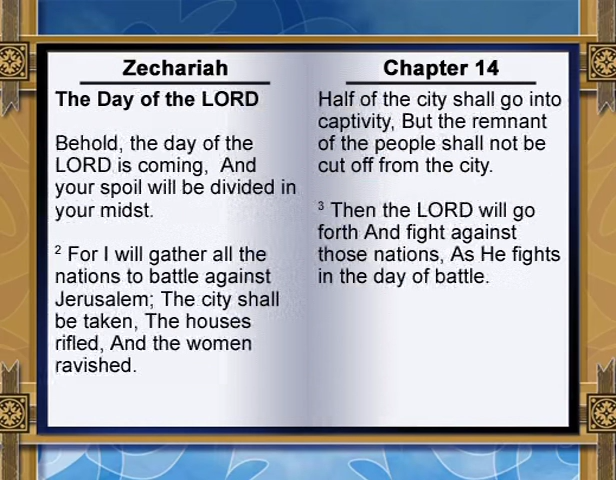 Zechariah
The Day of the LORD
Behold, the day of the
LORD is coming, And
your spoil will be divided in
your midst.
2 For I will gather all the
nations to battle against
Jerusalem; The city shall
be taken, The houses
rifled, And the women
ravished.
Chapter 14
Half of the city shall go into
captivity, But the remnant
of the people shall not be
cut off from the city.
3 Then the LORD will go
forth And fight against
those nations, As He fights
in the day of battle.